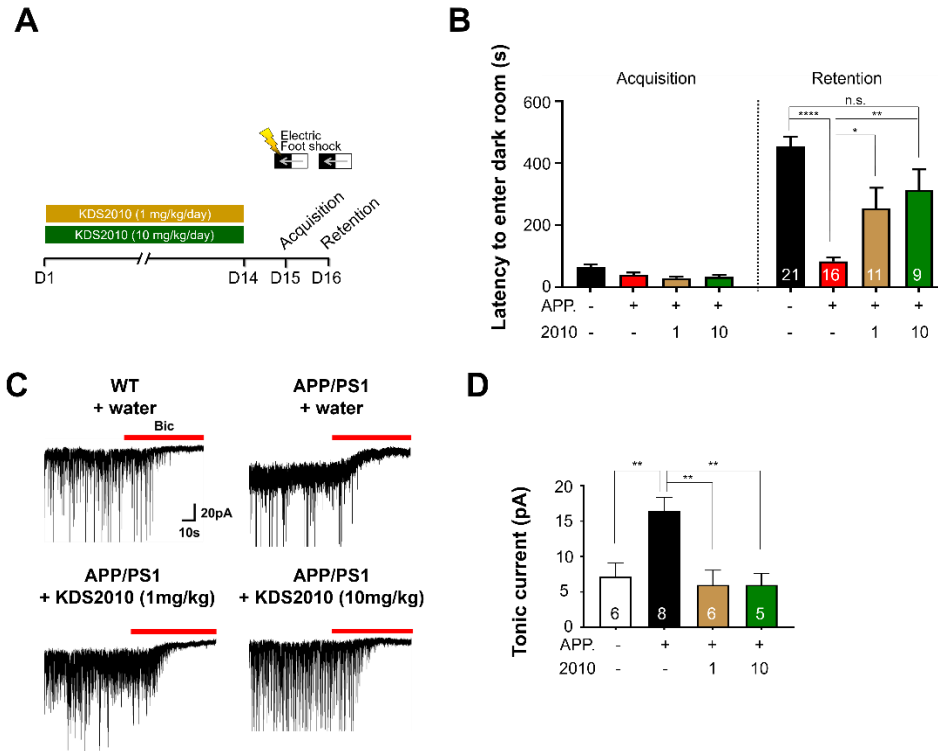 A
Electric
Foot shock
KDS2010 (1 mg/kg/day)
KDS2010 (10 mg/kg/day)
Acquisition
Retention
D1
D14
D15
D16
B
Latency to enter dark room (s)
Acquisition
Retention
n.s.
**** **
*
600
400
200
0
21 16 11 9
APP. - + + + - + + +
2010 - - 1 10 - - 1 10
C
WT
+ water
APP/PS1
+ water
Bic
20pA
10s
APP/PS1
+ KDS2010 (1mg/kg)
APP/PS1
+ KDS2010 (10mg/kg)
D
Tonic current (pA)
** **
**
20
15
10
5
0
6 8 6 5
APP. - + + +
2010 - - 1 10